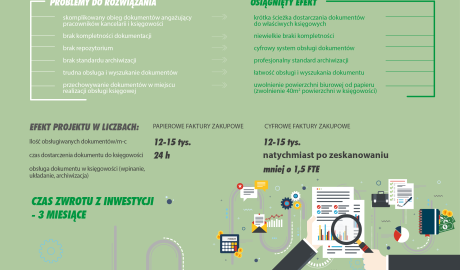 PROBLEMY DO ROZWIĄZANIA
OSIĄGNIĘTY EFEKT
skomplikowany obieg dokumentów angażujący
pracowników kancelarii i księgowość
brak kompletności dokumentacji
brak repozytorium
brak standardu archiwizacji
trudna obsługa i wyszukanie dokumentów
przechowywanie dokumentów w miejscu
realizacji obsługi księgowej
krótka ścieżka dostarczania dokumentów
do właściwych księgowych
niewielkie braki kompletności
cyfrowy system obsługi dokumentów
profesjonalny standard archiwizacji
łatwość obsługi i wyszukania dokumentu
uwolnienie powierzchni biurowej od papieru
(zwolnienie 40m² powierzchni w księgowości)
EFEKT PROJEKTU W LICZBACH:
PAPIEROWE FAKTURY ZAKUPOWE
CYFROWE FAKTURY ZAKUPOWE
Ilość obsługiwanych dokumentów/m-c
12-15 tys.
12-15 tys.
czas dostarczenia dokumentu do księgowości
24 h
natychmiast po zeskanowaniu
obsługa dokumentu w księgowości (wpinanie,
układanie, archiwizacja)
mniej o 1,5 FTE
CZAS ZWROTU Z INWESTYCJI
- 3 MIESIĄCE